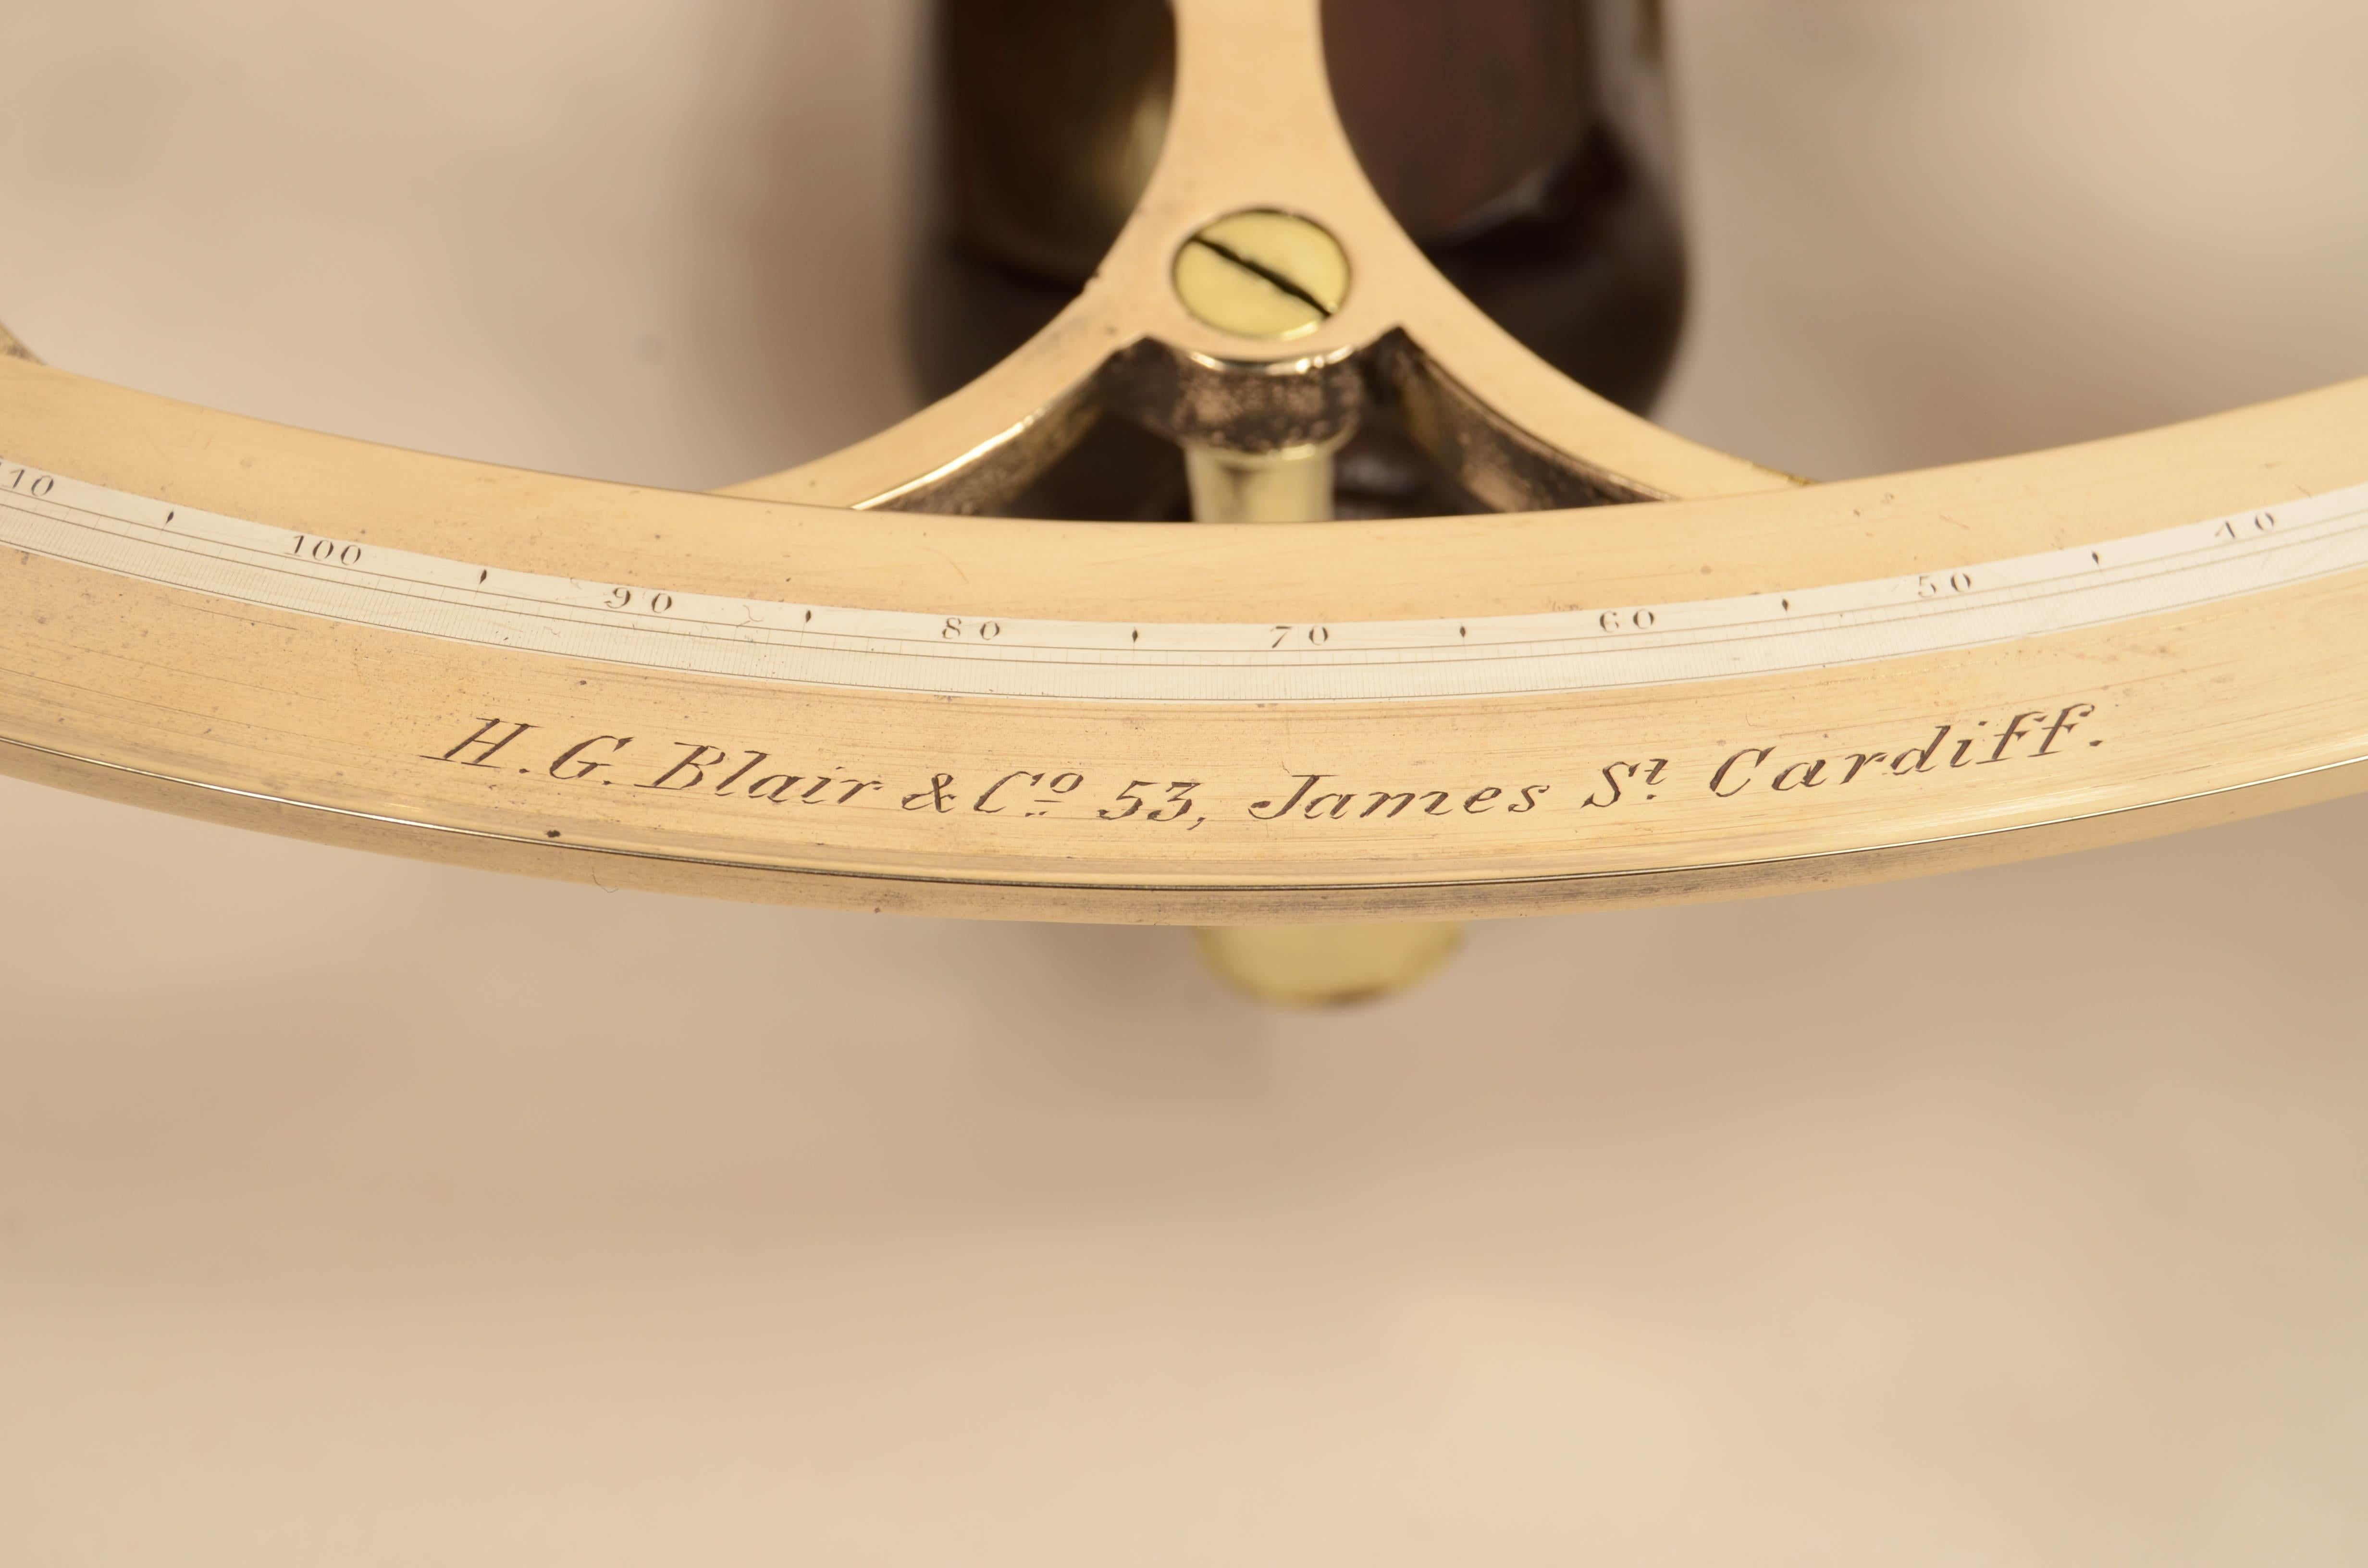 110 100 90 80 70 60 50 40
H. G. Blair & Cº 53, James Sᵗ Cardiff.